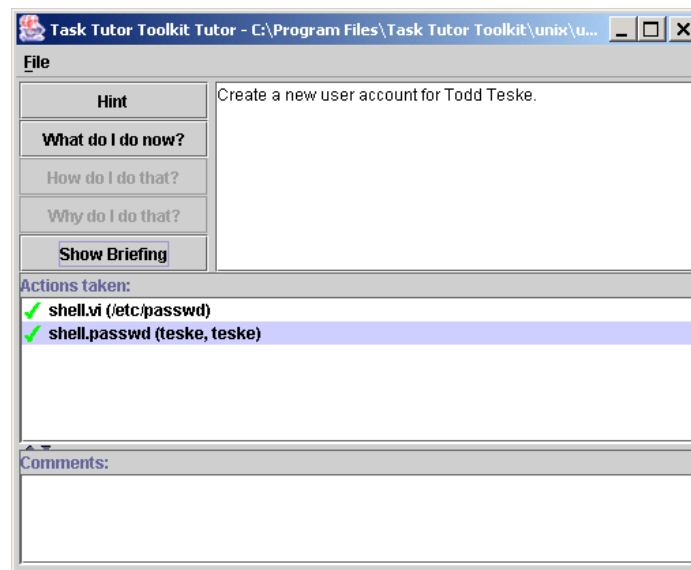 Task Tutor Toolkit Tutor - C:\Program Files\Task Tutor Toolkit\unix\u...
File
Hint
Create a new user account for Todd Teske.
What do I do now?
How do I do that?
Why do I do that?
Show Briefing
Actions taken:
shell.vi (/etc/passwd)
shell.passwd (teske, teske)
Comments: